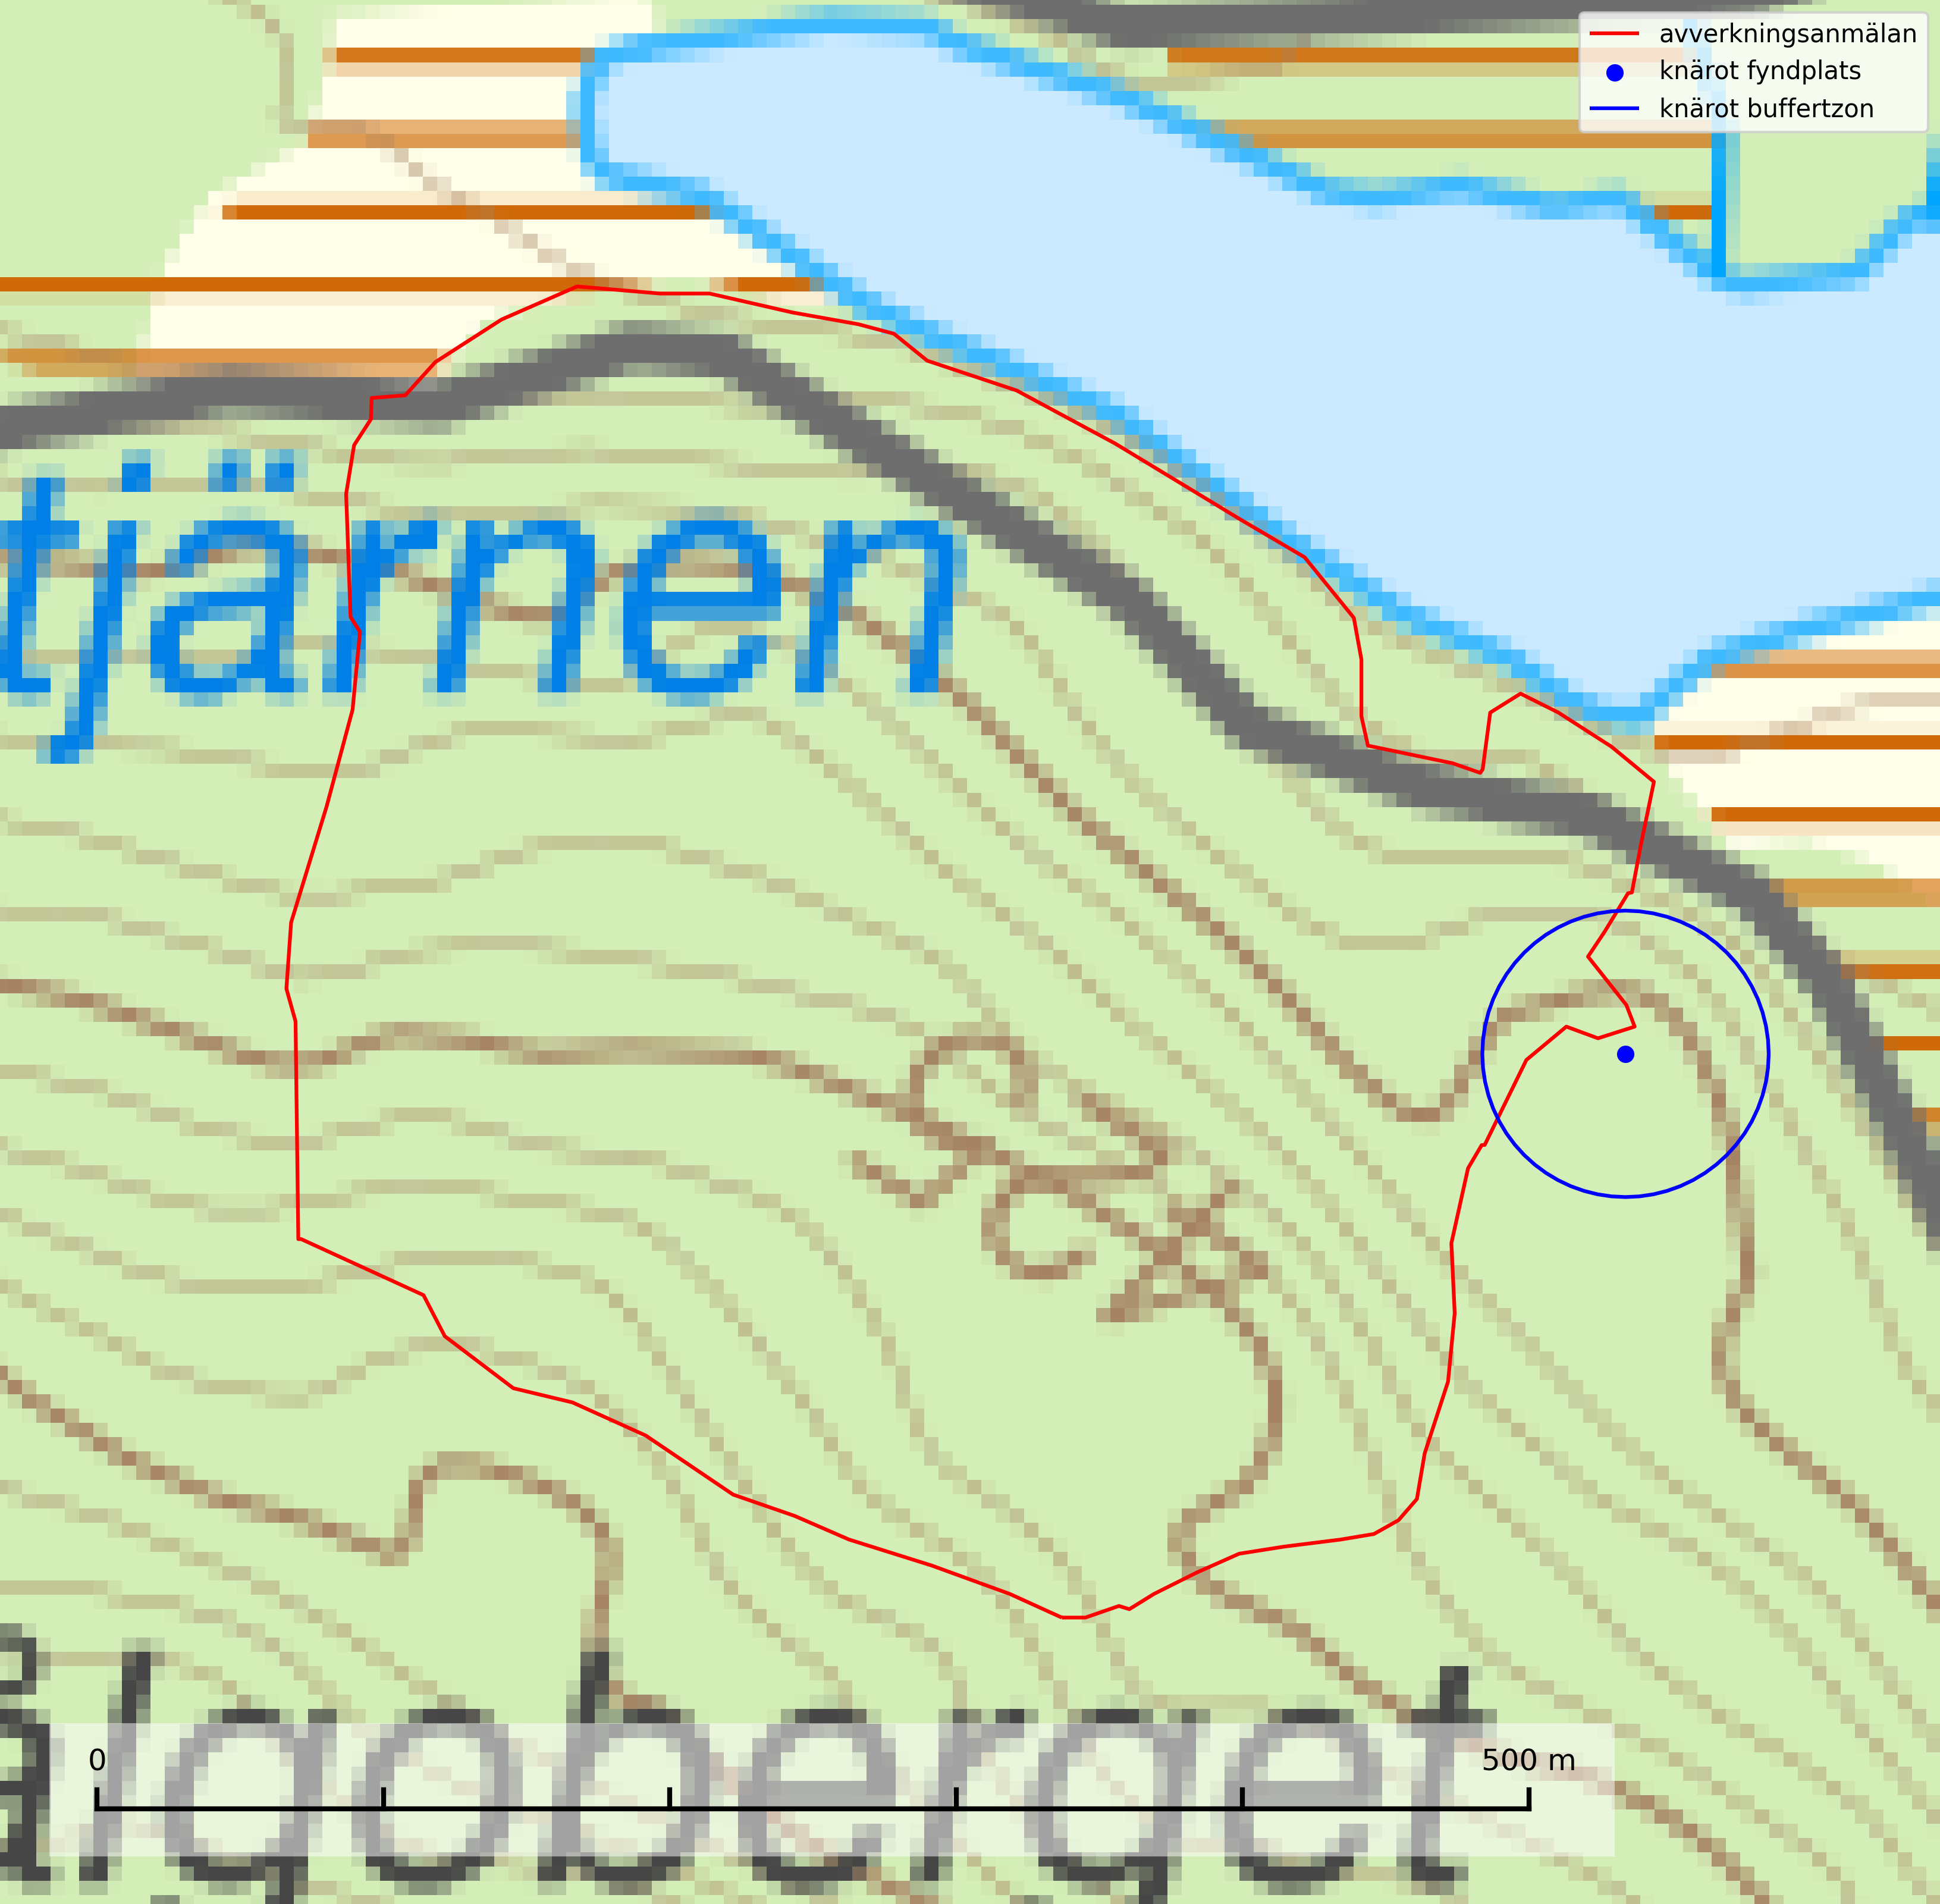 avverkningsanmälan
knärot fyndplats
knärot buffertzon
tjärnen
0 500 m